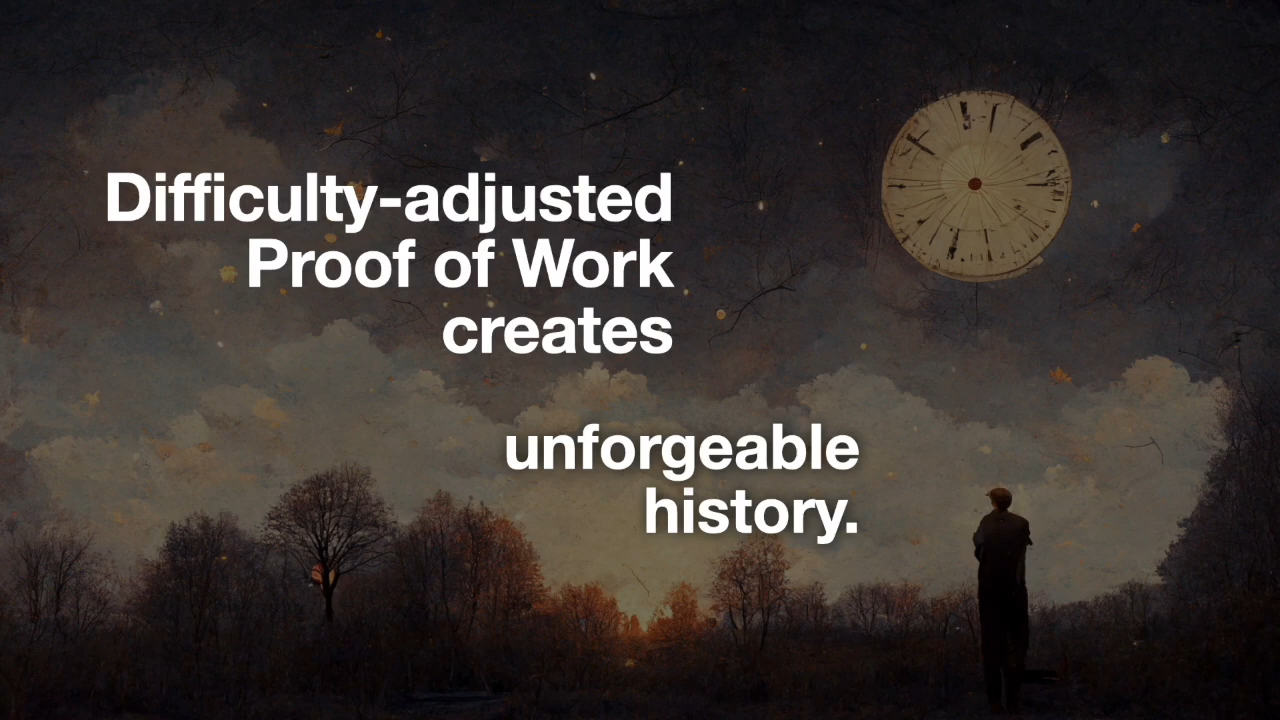 Difficulty-adjusted
Proof of Work
creates
unforgeable
history.